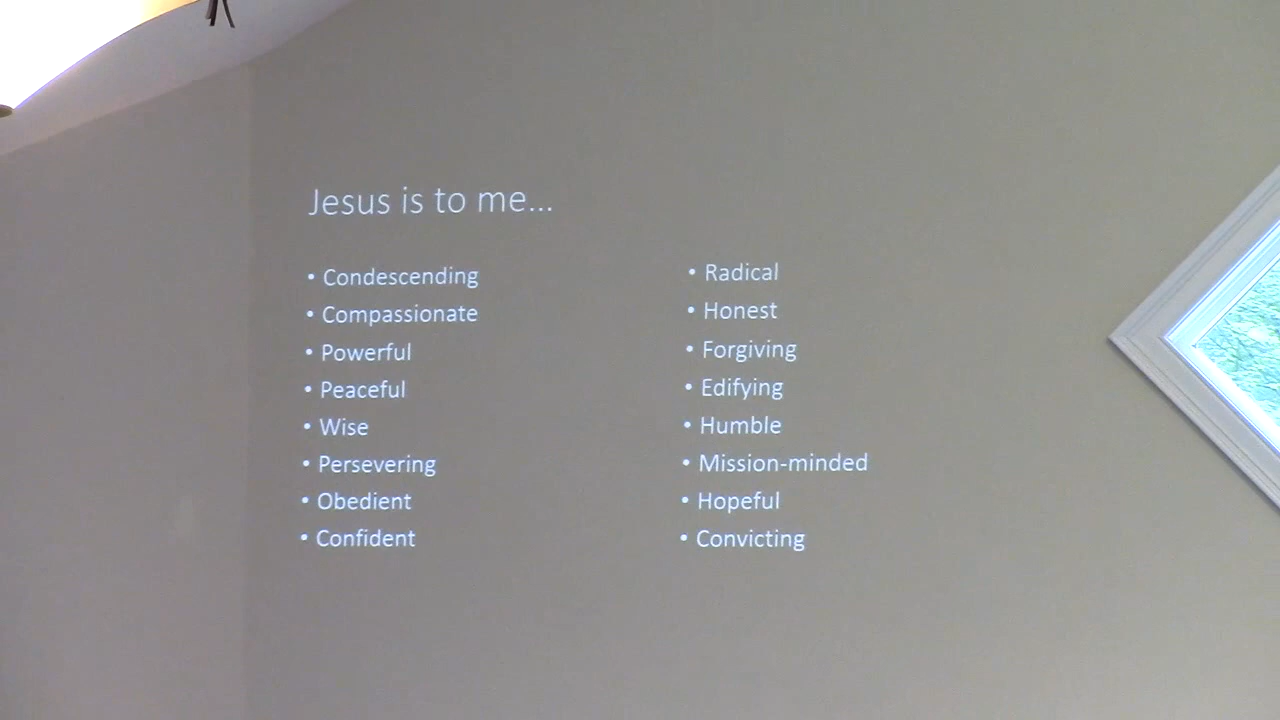 Jesus is to me...
• Condescending
• Compassionate
• Powerful
• Peaceful
• Wise
• Persevering
• Obedient
• Confident
• Radical
• Honest
• Forgiving
• Edifying
• Humble
• Mission-minded
• Hopeful
• Convicting